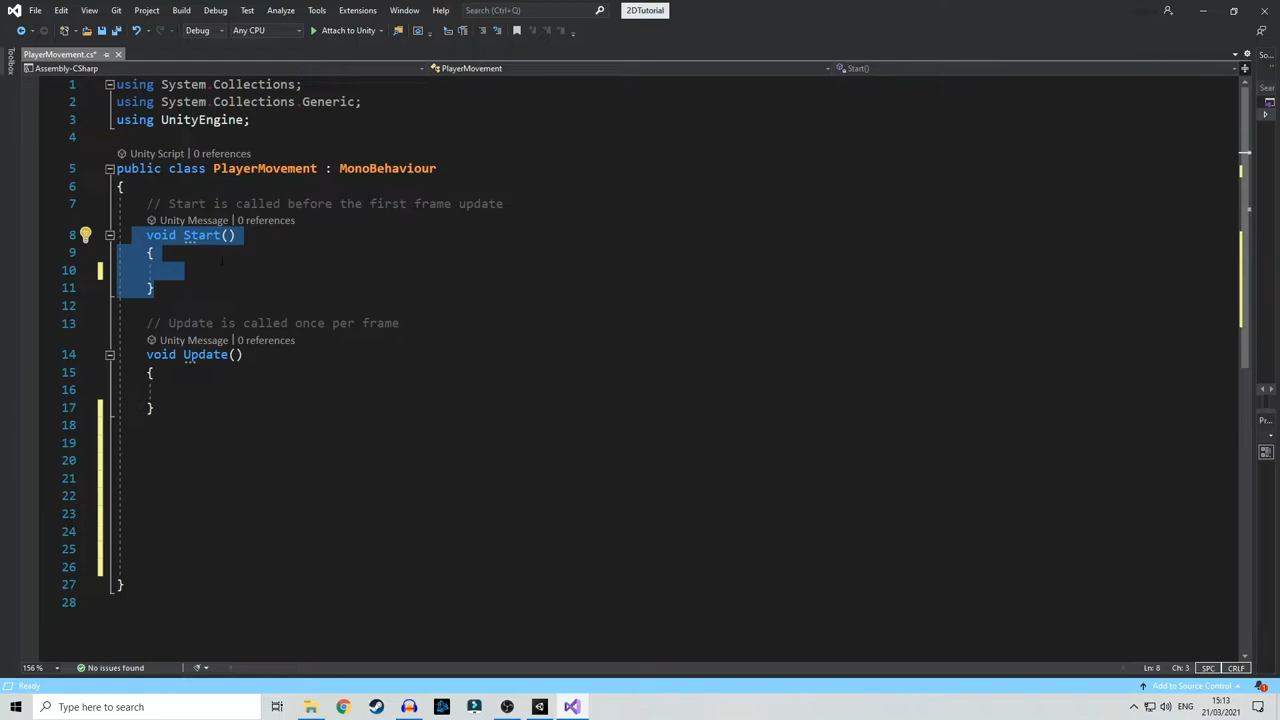 File Edit View Git Project Build Debug Test Analyze Tools Extensions Window Help Search (Ctrl+Q) 2DTutorial
Debug Any CPU Attach to Unity
PlayerMovement.cs*
Toolbox
Assembly-CSharp PlayerMovement Start()
So...
Sear
Pr...
1 using System.Collections;
2 using System.Collections.Generic;
3 using UnityEngine;
4
Unity Script | 0 references
5 public class PlayerMovement : MonoBehaviour
6 {
7 // Start is called before the first frame update
Unity Message | 0 references
8 void Start()
9 {
10
11 }
12
13 // Update is called once per frame
Unity Message | 0 references
14 void Update()
15 {
16
17 }
18
19
20
21
22
23
24
25
26
27 }
28
156 % No issues found Ln: 8 Ch: 3 SPC CRLF
Ready Add to Source Control 1
Type here to search ENG 15:13
21/03/2021